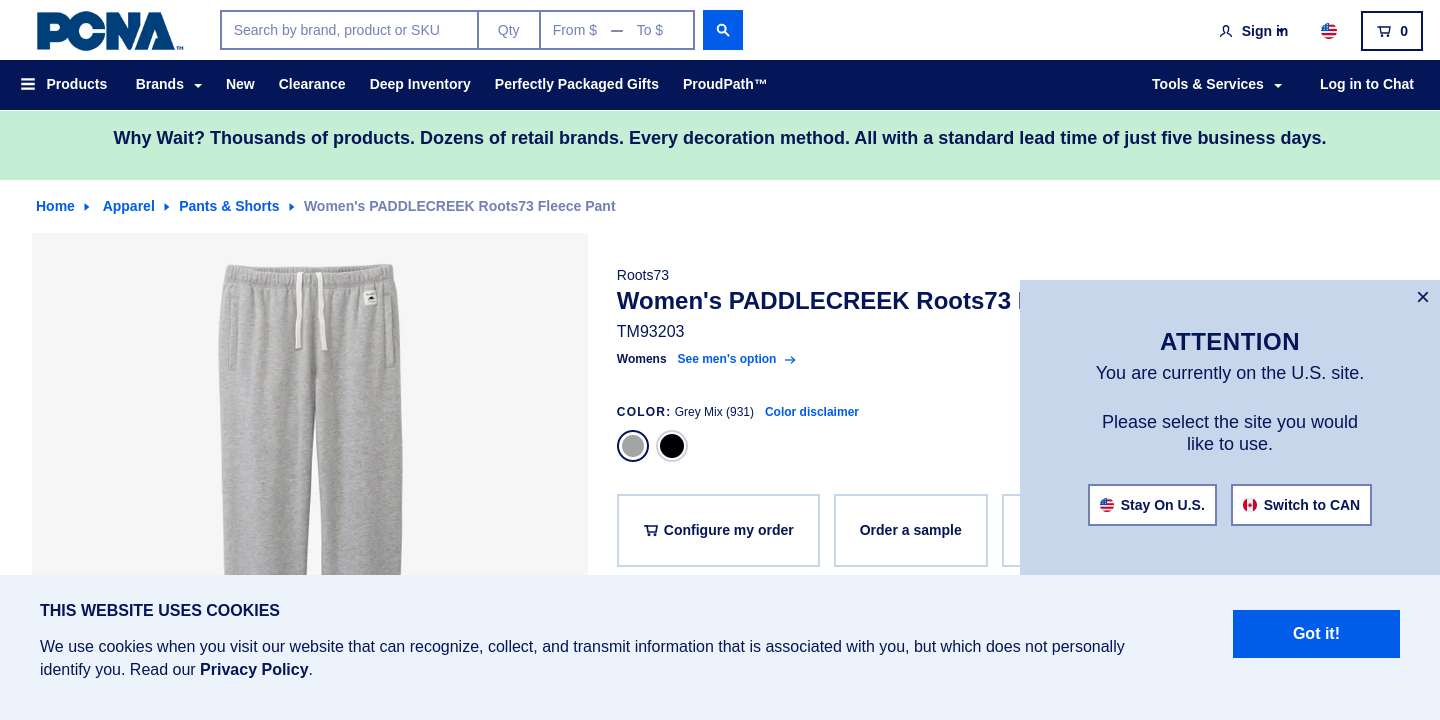 PCNA™
Search by brand, product or SKU
Qty
From $ — To $
Sign in
0
Products
Brands
New
Clearance
Deep Inventory
Perfectly Packaged Gifts
ProudPath™
Tools & Services
Log in to Chat
Why Wait? Thousands of products. Dozens of retail brands. Every decoration method. All with a standard lead time of just five business days.
Home
Apparel
Pants & Shorts
Women's PADDLECREEK Roots73 Fleece Pant
Roots73
Women's PADDLECREEK Roots73
TM93203
Womens See men's option
COLOR: Grey Mix (931) Color disclaimer
Configure my order
Order a sample
×
ATTENTION
You are currently on the U.S. site.
Please select the site you would
like to use.
Stay On U.S.
Switch to CAN
THIS WEBSITE USES COOKIES
We use cookies when you visit our website that can recognize, collect, and transmit information that is associated with you, but which does not personally
identify you. Read our Privacy Policy.
Got it!